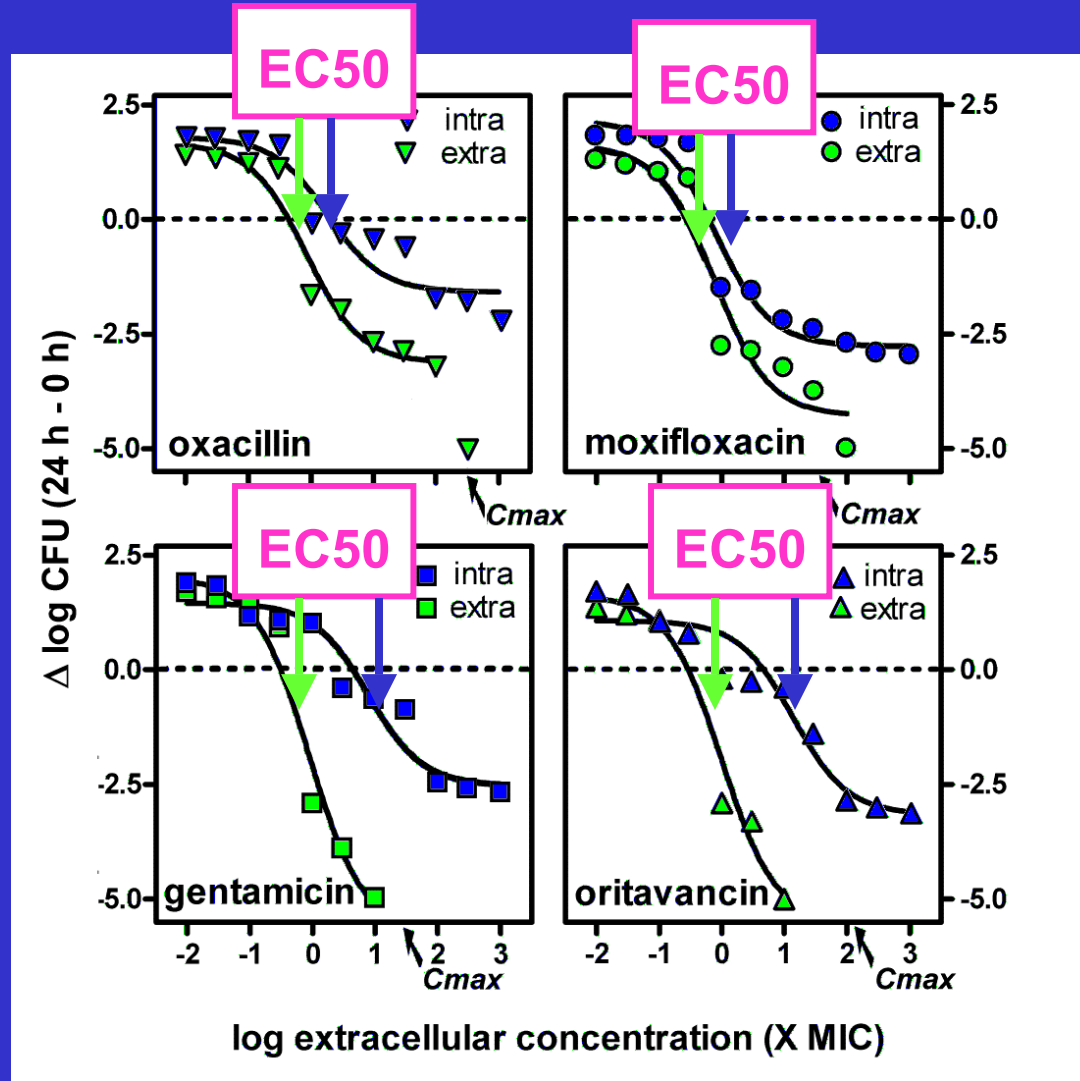 EC50
EC50
2.5
0.0
-2.5
-5.0
intra
extra
oxacillin
Cmax
intra
extra
moxifloxacin
Cmax
2.5
0.0
-2.5
-5.0
Δ log CFU (24 h - 0 h)
EC50
EC50
2.5
0.0
-2.5
-5.0
intra
extra
gentamicin
-2 -1 0 1 2 3
Cmax
intra
extra
oritavancin
-2 -1 0 1 2 3
Cmax
2.5
0.0
-2.5
-5.0
log extracellular concentration (X MIC)